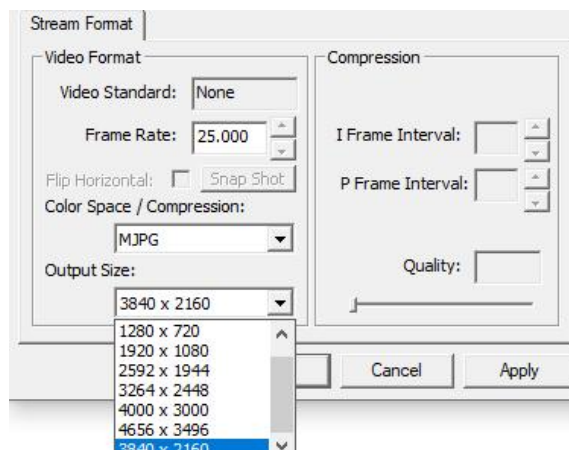 Stream Format
Video Format
Video Standard: None
Frame Rate: 25.000
Flip Horizontal: Snap Shot
Color Space / Compression:
MJPG
Output Size:
3840 x 2160
1280 x 720
1920 x 1080
2592 x 1944
3264 x 2448
4000 x 3000
4656 x 3496
3840 x 2160
Compression
I Frame Interval:
P Frame Interval:
Quality:
Cancel
Apply